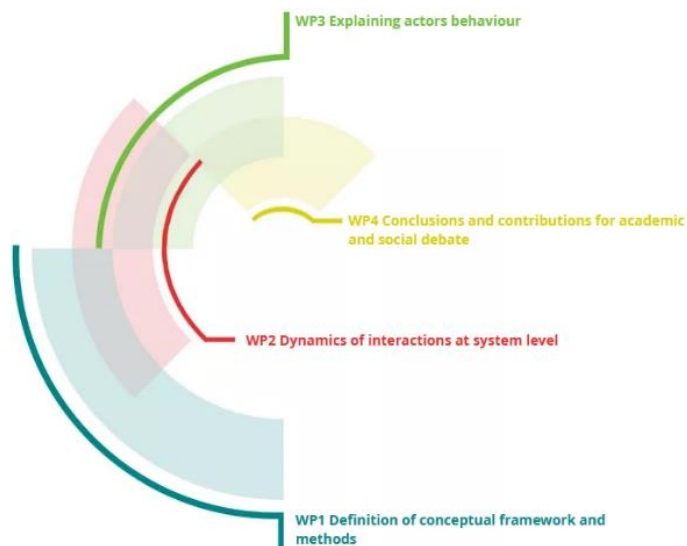 WP3 Explaining actors behaviour
WP4 Conclusions and contributions for academic
and social debate
WP2 Dynamics of interactions at system level
WP1 Definition of conceptual framework and
methods